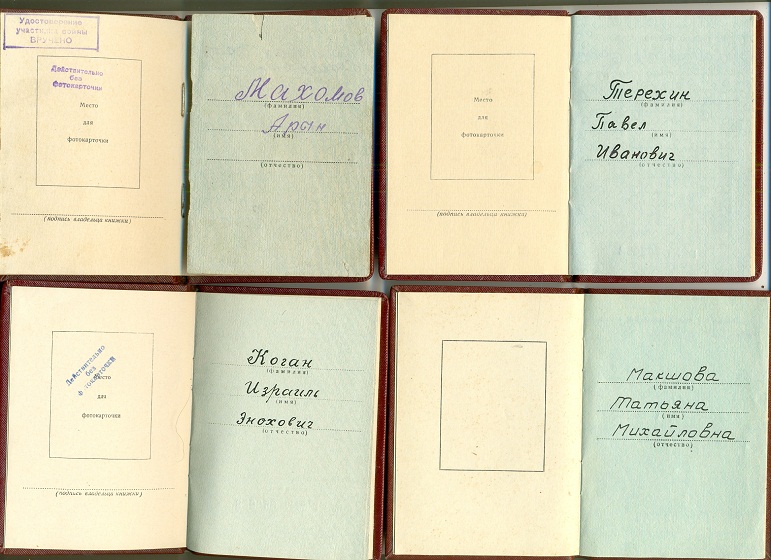 Удостоверение
участника войны
ВРУЧЕНО
Действительно
без
фотокарточки
Место
для
фотокарточки
(подпись владельца книжки)
Махомов
(фамилия)
Арын
(имя)
(отчество)
Место
для
фотокарточки
(подпись владельца книжки)
Терехин
(фамилия)
Павел
(имя)
Иванович
(отчество)
Действительно
без
фотокарточки
Место
для
фотокарточки
(подпись владельца книжки)
Коган
(фамилия)
Израиль
(имя)
Энохович
(отчество)
Макшова
(фамилия)
Татьяна
(имя)
Михайловна
(отчество)